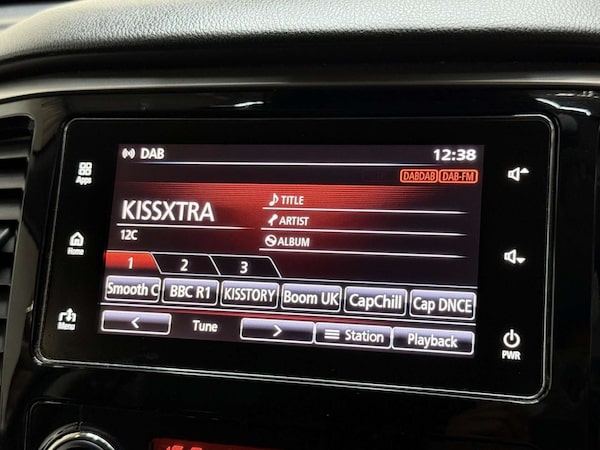 DAB 12:38
DABDAB DAB-FM
Apps
KISSXTRA
12C
TITLE
ARTIST
ALBUM
Home
1 2 3
Smooth C BBC R1 KISSTORY Boom UK CapChill Cap DNCE
Menu
< Tune > Station Playback
PWR